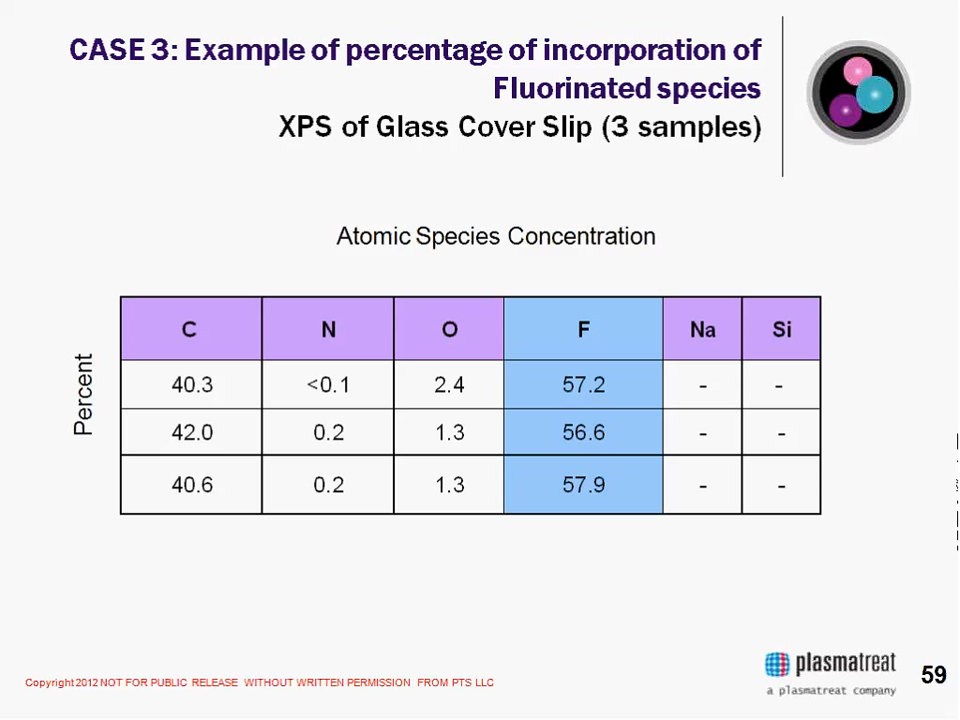 CASE 3: Example of percentage of incorporation of
Fluorinated species
XPS of Glass Cover Slip (3 samples)
Atomic Species Concentration
Percent
C N O F Na Si
40.3 <0.1 2.4 57.2 - -
42.0 0.2 1.3 56.6 - -
40.6 0.2 1.3 57.9 - -
plasmatreat
a plasmatreat company
59
Copyright 2012 NOT FOR PUBLIC RELEASE WITHOUT WRITTEN PERMISSION FROM PTS LLC